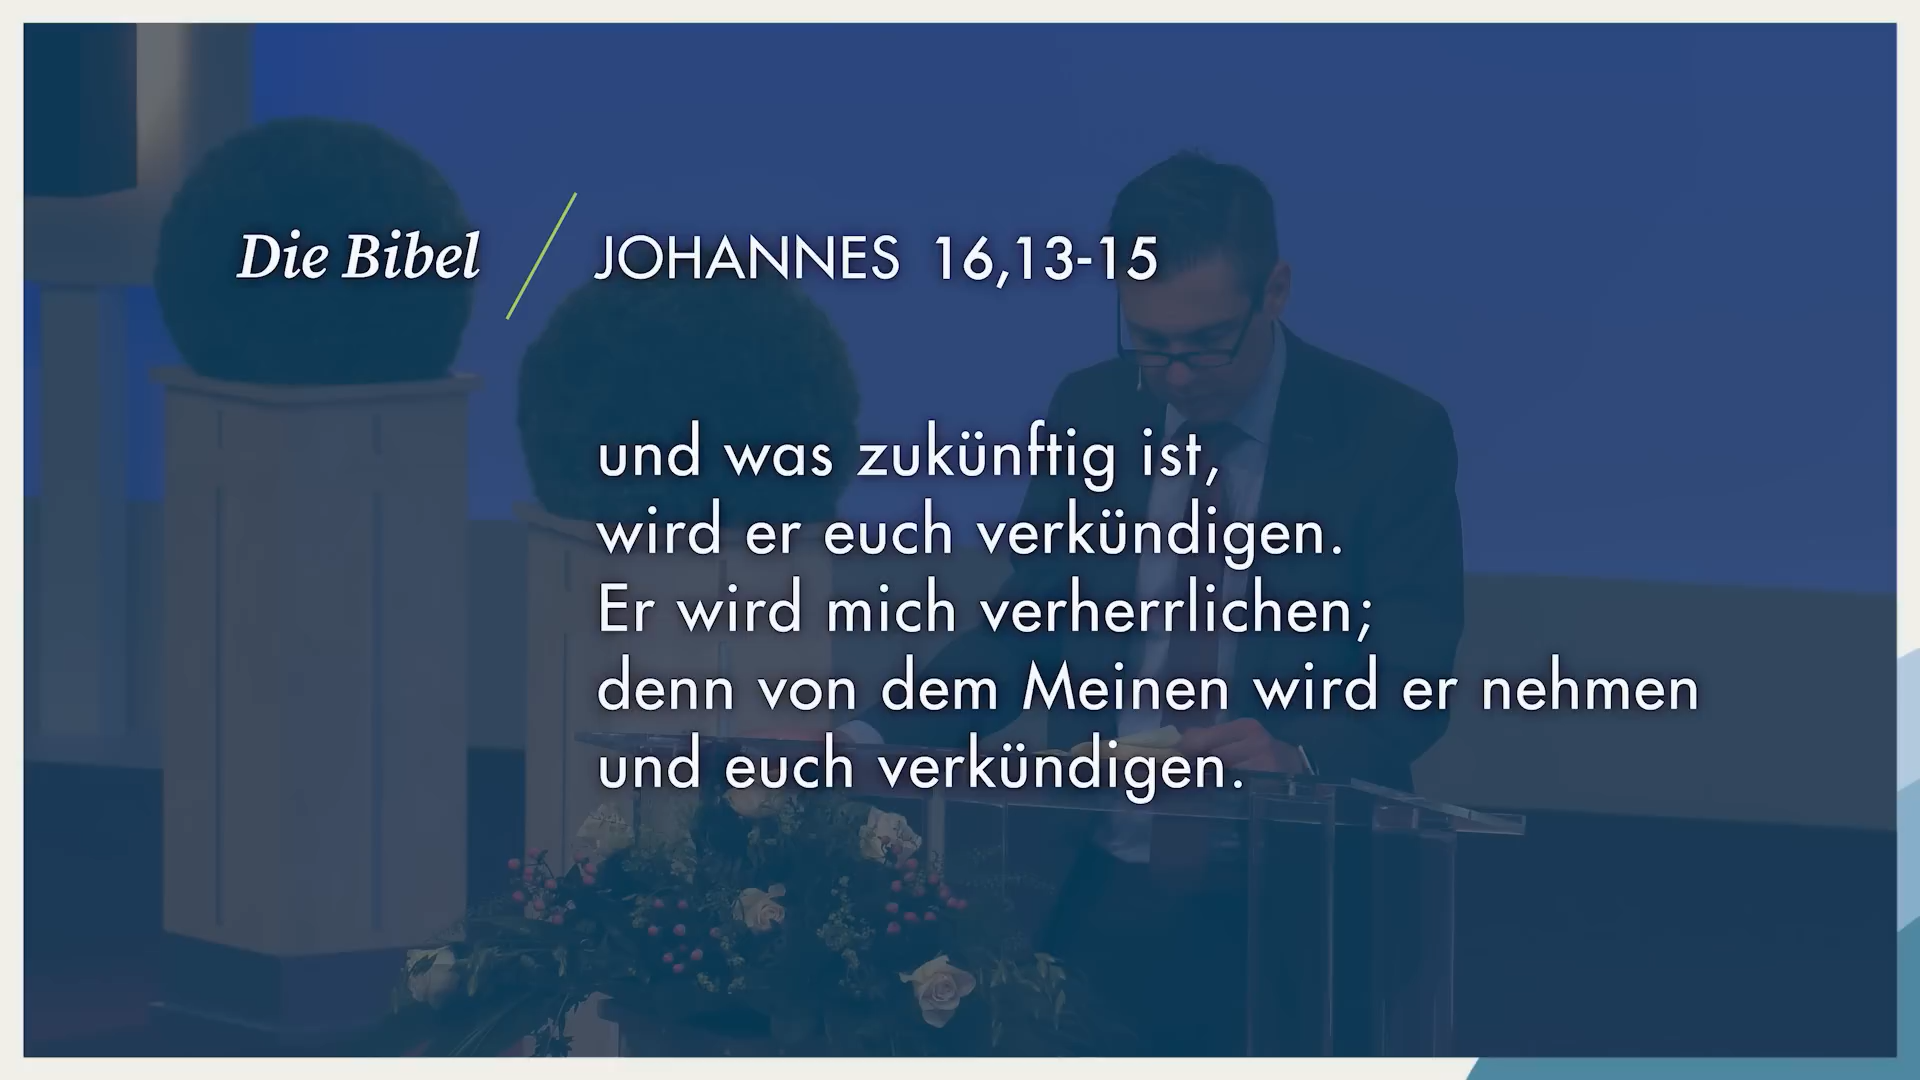 Die Bibel / JOHANNES 16,13-15
und was zukünftig ist,
wird er euch verkündigen.
Er wird mich verherrlichen;
denn von dem Meinen wird er nehmen
und euch verkündigen.